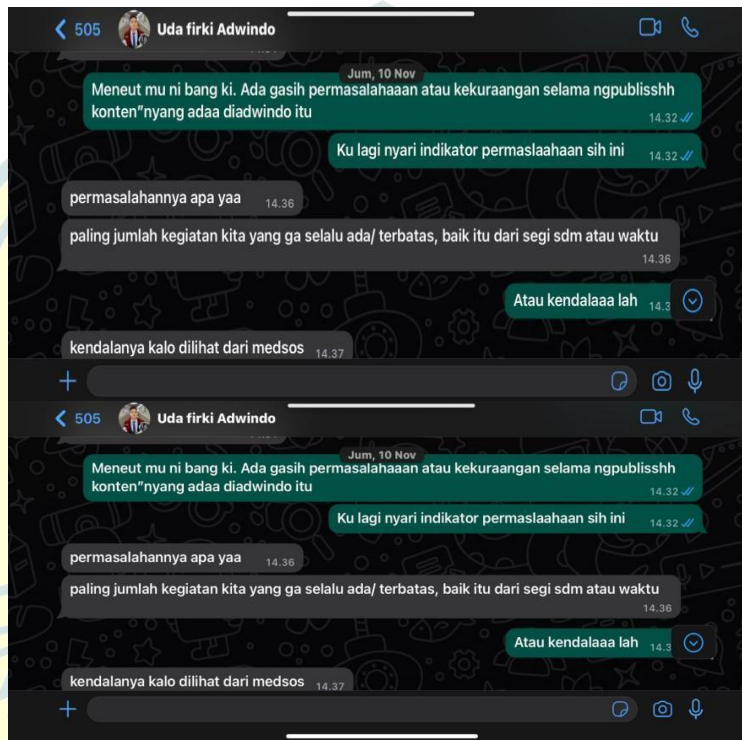 505 Uda firki Adwindo
Jum, 10 Nov
Meneut mu ni bang ki. Ada gasih permasalahaaan atau kekuraangan selama ngpublisshh
konten"nyang adaa diadwindo itu
14.32
Ku lagi nyari indikator permaslaahaan sih ini 14.32
permasalahannya apa yaa 14.36
paling jumlah kegiatan kita yang ga selalu ada/ terbatas, baik itu dari segi sdm atau waktu
14.36
Atau kendalaaa lah 14.3
kendalanya kalo dilihat dari medsos 14.37
505 Uda firki Adwindo
Jum, 10 Nov
Meneut mu ni bang ki. Ada gasih permasalahaaan atau kekuraangan selama ngpublisshh
konten"nyang adaa diadwindo itu
14.32
Ku lagi nyari indikator permaslaahaan sih ini 14.32
permasalahannya apa yaa 14.36
paling jumlah kegiatan kita yang ga selalu ada/ terbatas, baik itu dari segi sdm atau waktu
14.36
Atau kendalaaa lah 14.3
kendalanya kalo dilihat dari medsos 14.37